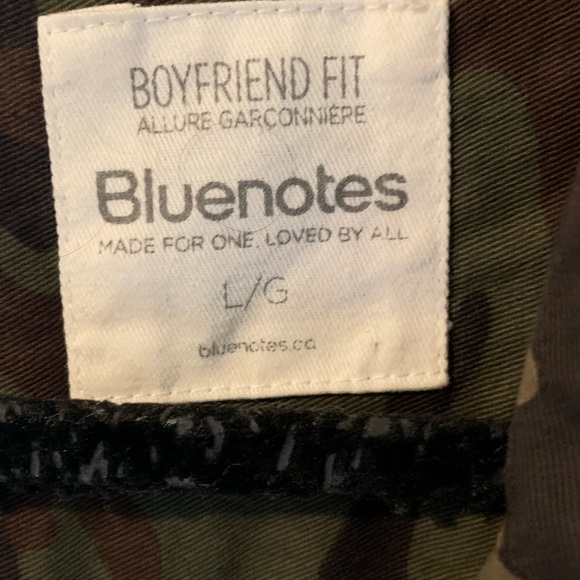 BOYFRIEND FIT
ALLURE GARÇONNIÈRE
Bluenotes
MADE FOR ONE. LOVED BY ALL
L/G
bluenotes.ca